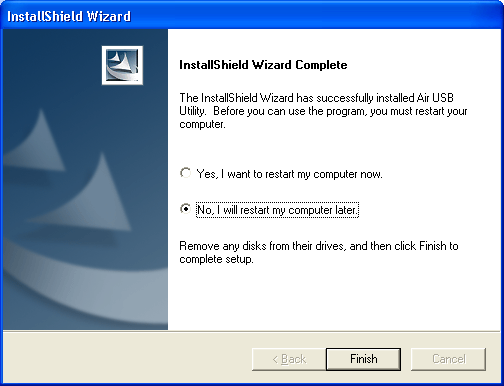 InstallShield Wizard
InstallShield Wizard Complete
The InstallShield Wizard has successfully installed Air USB
Utility.  Before you can use the program, you must restart your
computer.
Yes, I want to restart my computer now.
No, I will restart my computer later.
Remove any disks from their drives, and then click Finish to
complete setup.
< Back
Finish
Cancel